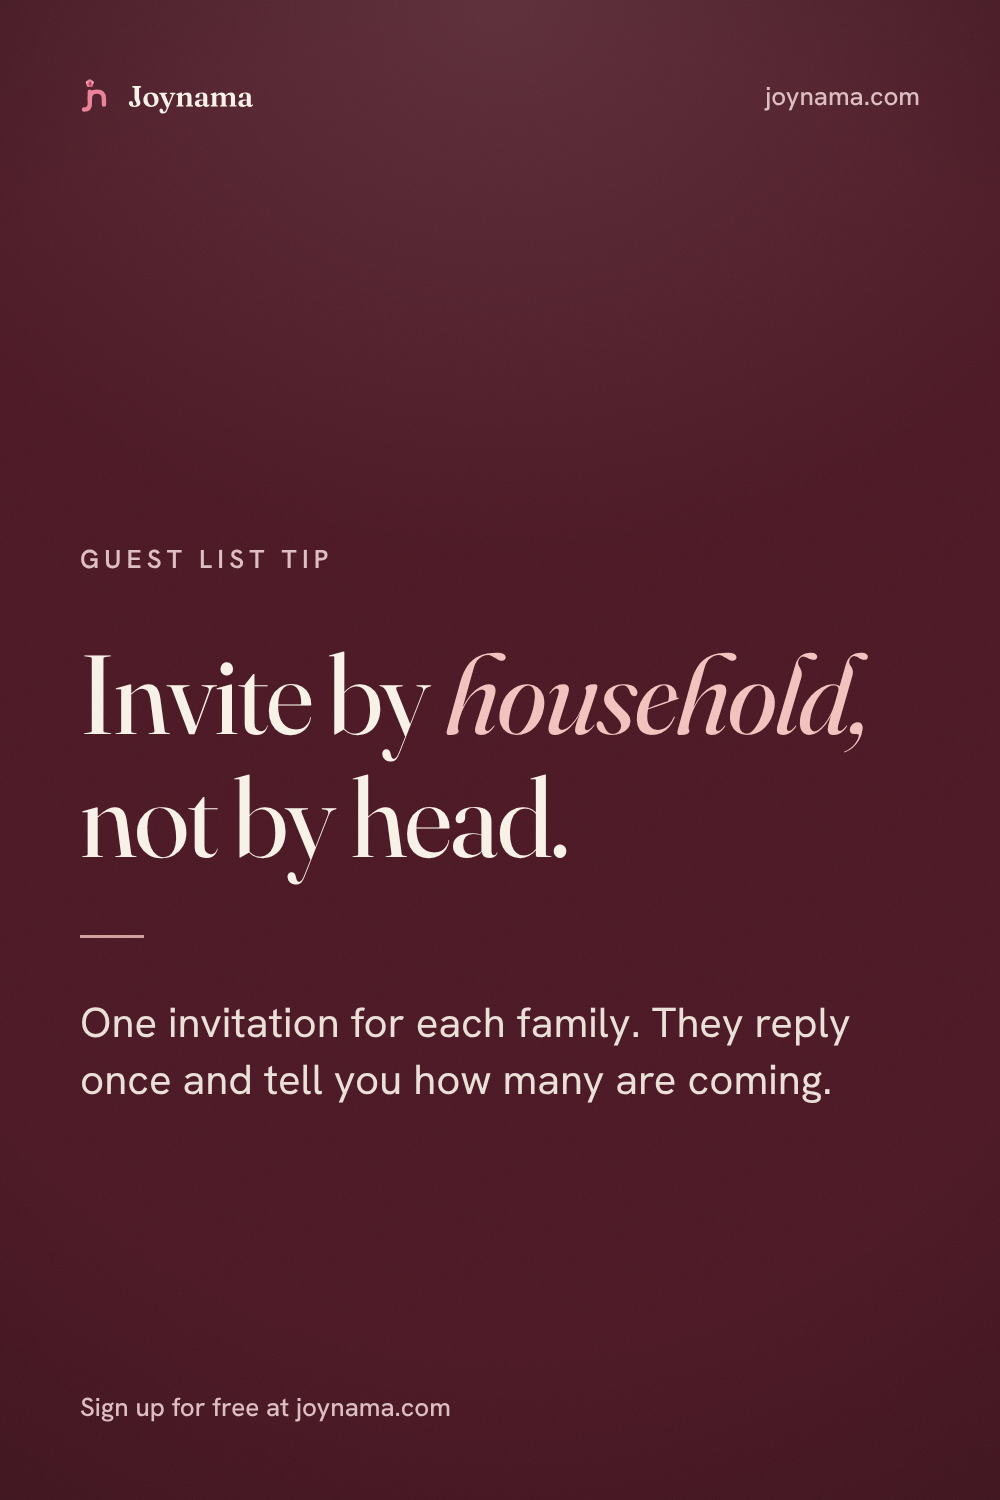 Joynama
joynama.com
GUEST LIST TIP
Invite by household,
not by head.
One invitation for each family. They reply
once and tell you how many are coming.
Sign up for free at joynama.com